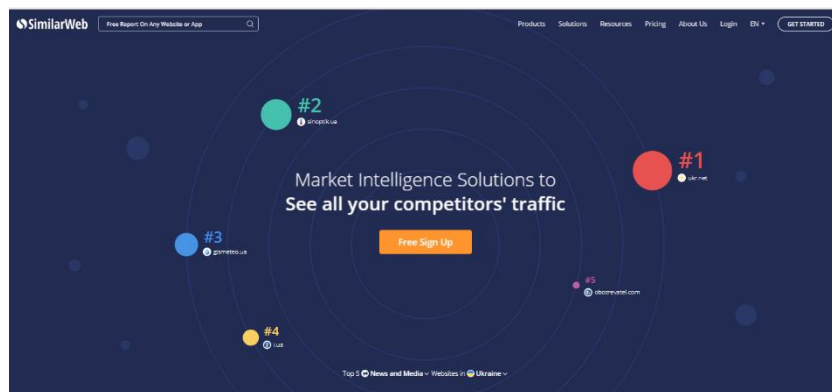 SimilarWeb
Free Report On Any Website or App
Products Solutions Resources Pricing About Us Login EN GET STARTED
#2
sinoptik.ua
#1
ukr.net
Market Intelligence Solutions to
See all your competitors' traffic
#3
gismeteo.ua
Free Sign Up
#5
obozrevatel.com
#4
i.ua
Top 5 News and Media Websites in Ukraine